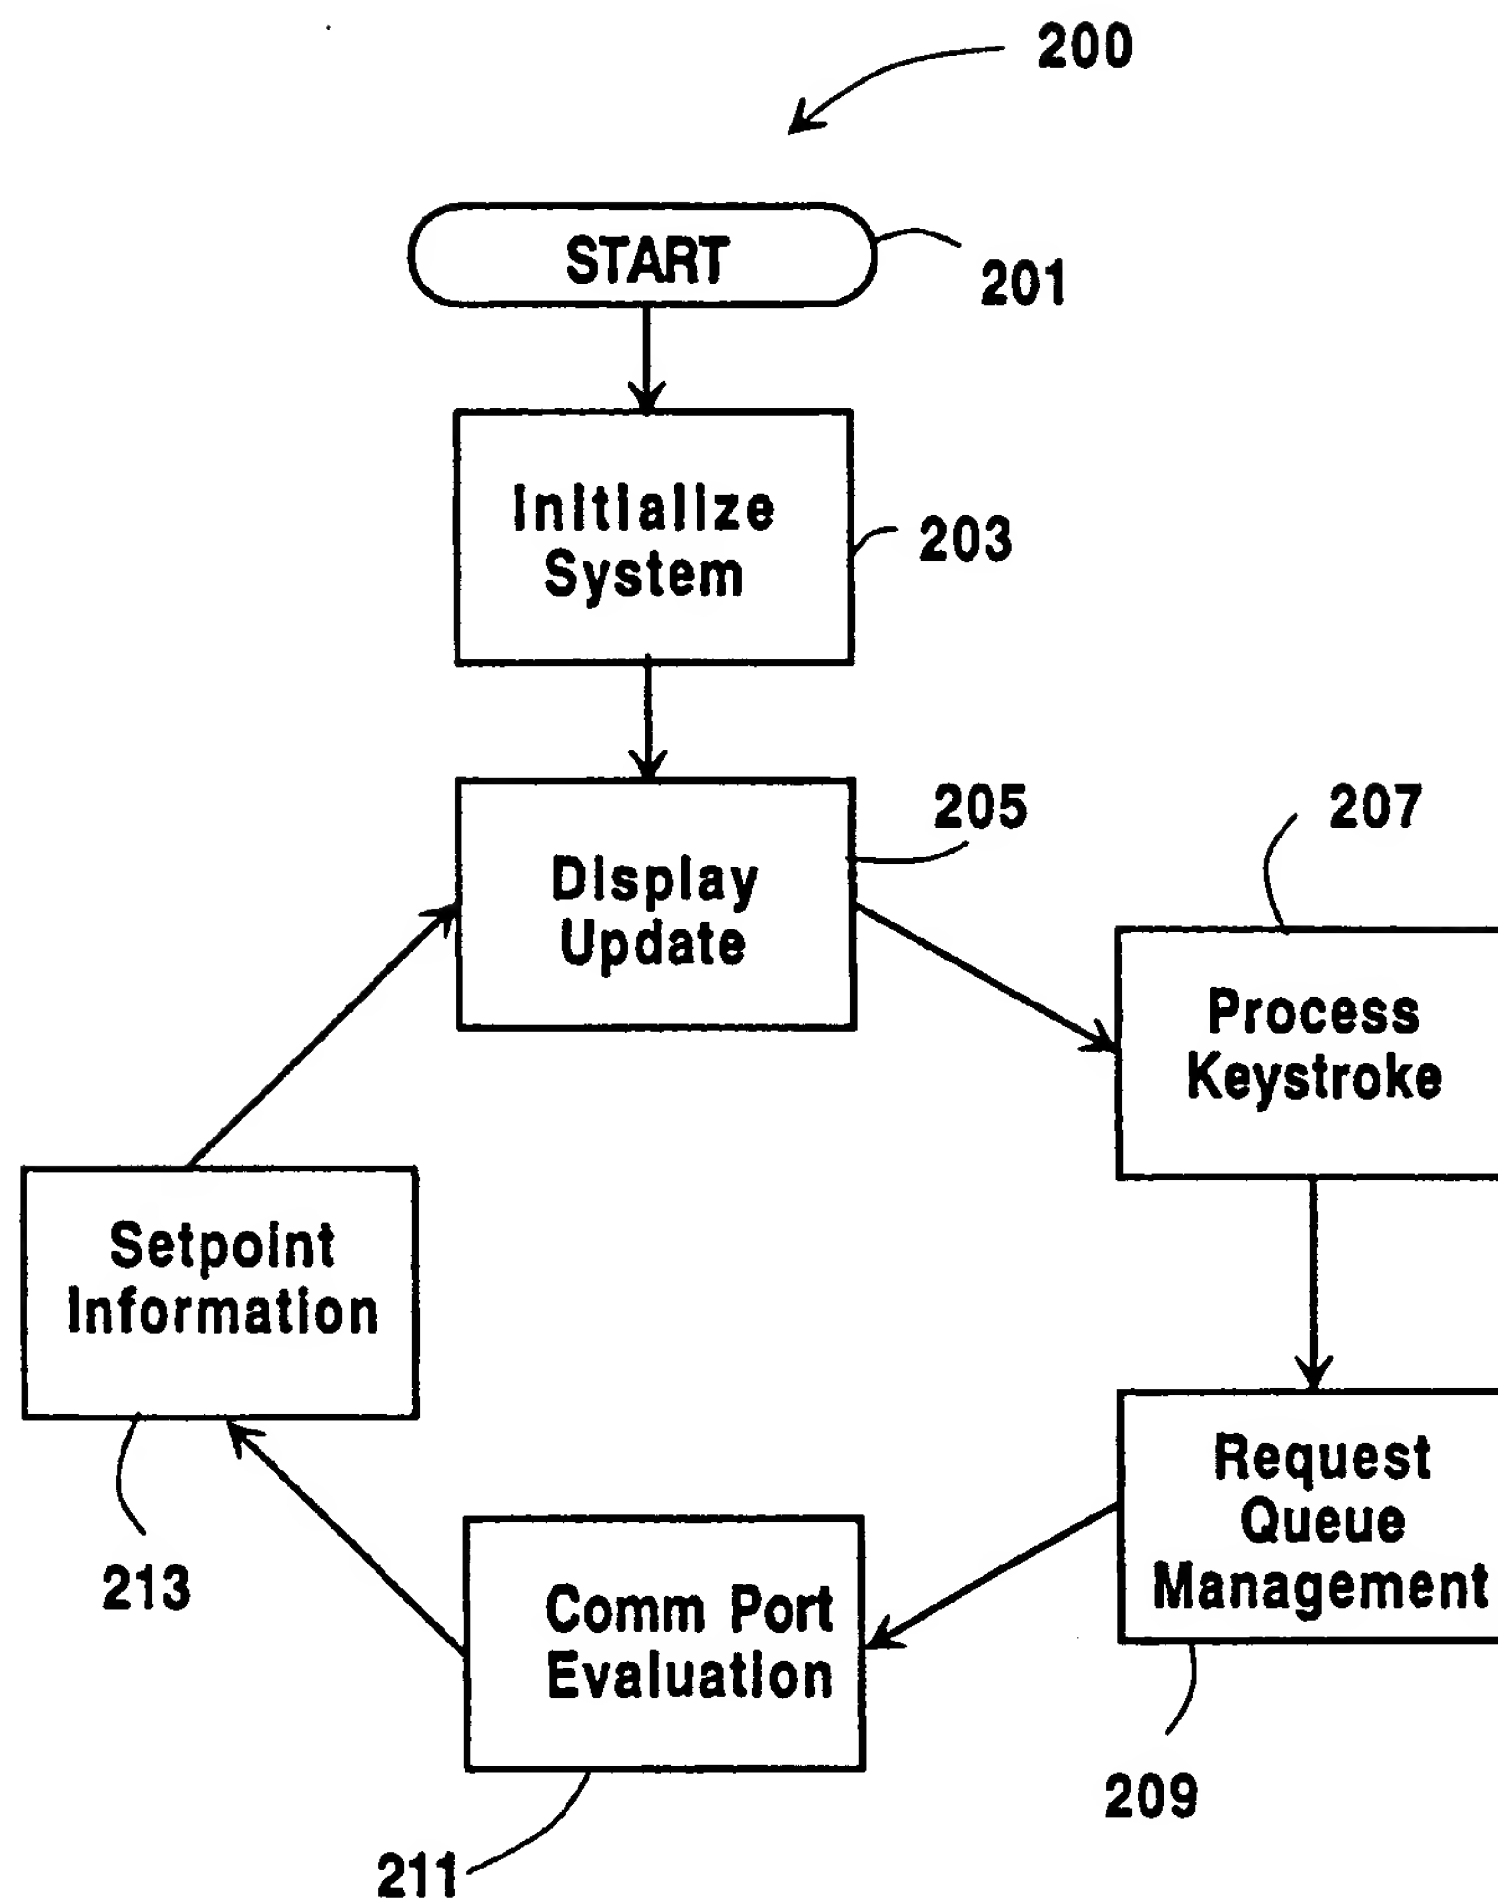 200
START
201
Initialize
System
203
Display
Update
205
207
Process
Keystroke
Setpoint
Information
213
Request
Queue
Management
209
Comm Port
Evaluation
211